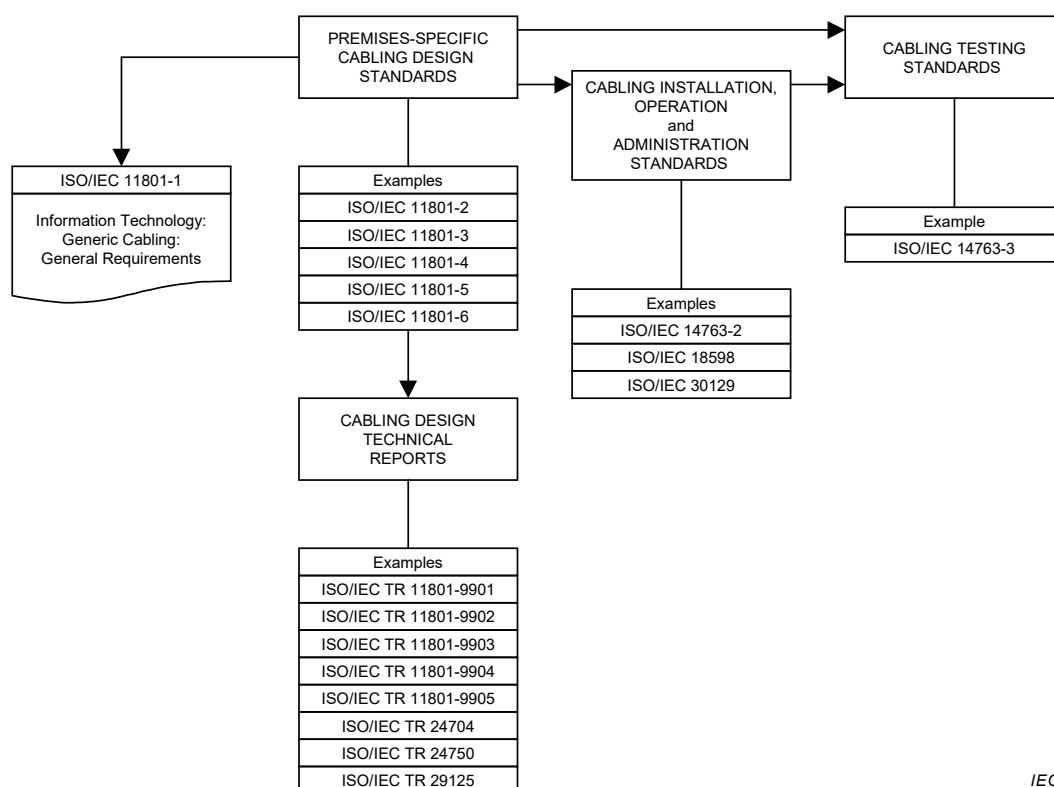 PREMISES-SPECIFIC
CABLING DESIGN
STANDARDS
CABLING TESTING
STANDARDS
CABLING INSTALLATION,
OPERATION
and
ADMINISTRATION
STANDARDS
ISO/IEC 11801-1
Information Technology:
Generic Cabling:
General Requirements
Examples
ISO/IEC 11801-2
ISO/IEC 11801-3
ISO/IEC 11801-4
ISO/IEC 11801-5
ISO/IEC 11801-6
Example
ISO/IEC 14763-3
Examples
ISO/IEC 14763-2
ISO/IEC 18598
ISO/IEC 30129
CABLING DESIGN
TECHNICAL
REPORTS
Examples
ISO/IEC TR 11801-9901
ISO/IEC TR 11801-9902
ISO/IEC TR 11801-9903
ISO/IEC TR 11801-9904
ISO/IEC TR 11801-9905
ISO/IEC TR 24704
ISO/IEC TR 24750
ISO/IEC TR 29125
IEC